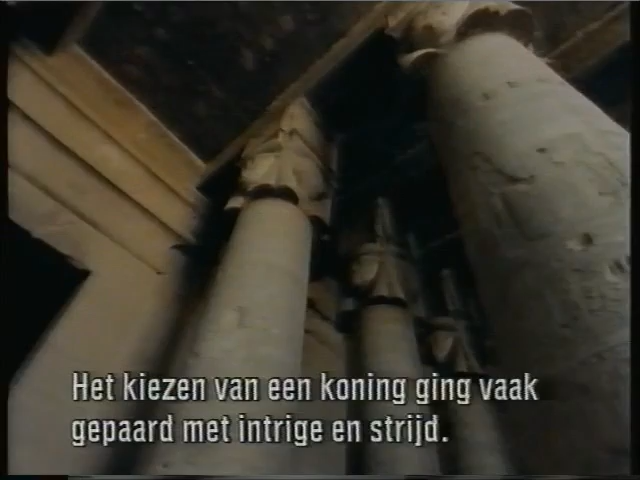 Het kiezen van een koning ging vaak
gepaard met intrige en strijd.